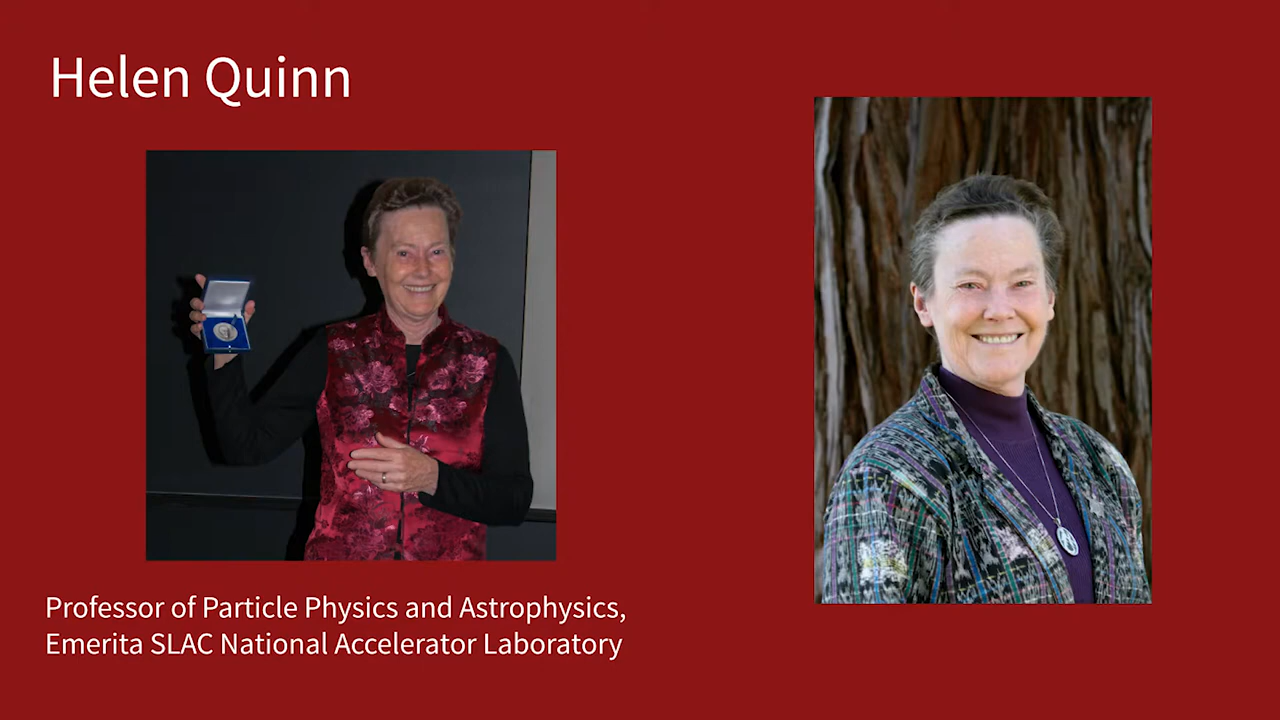 Helen Quinn
Professor of Particle Physics and Astrophysics,
Emerita SLAC National Accelerator Laboratory